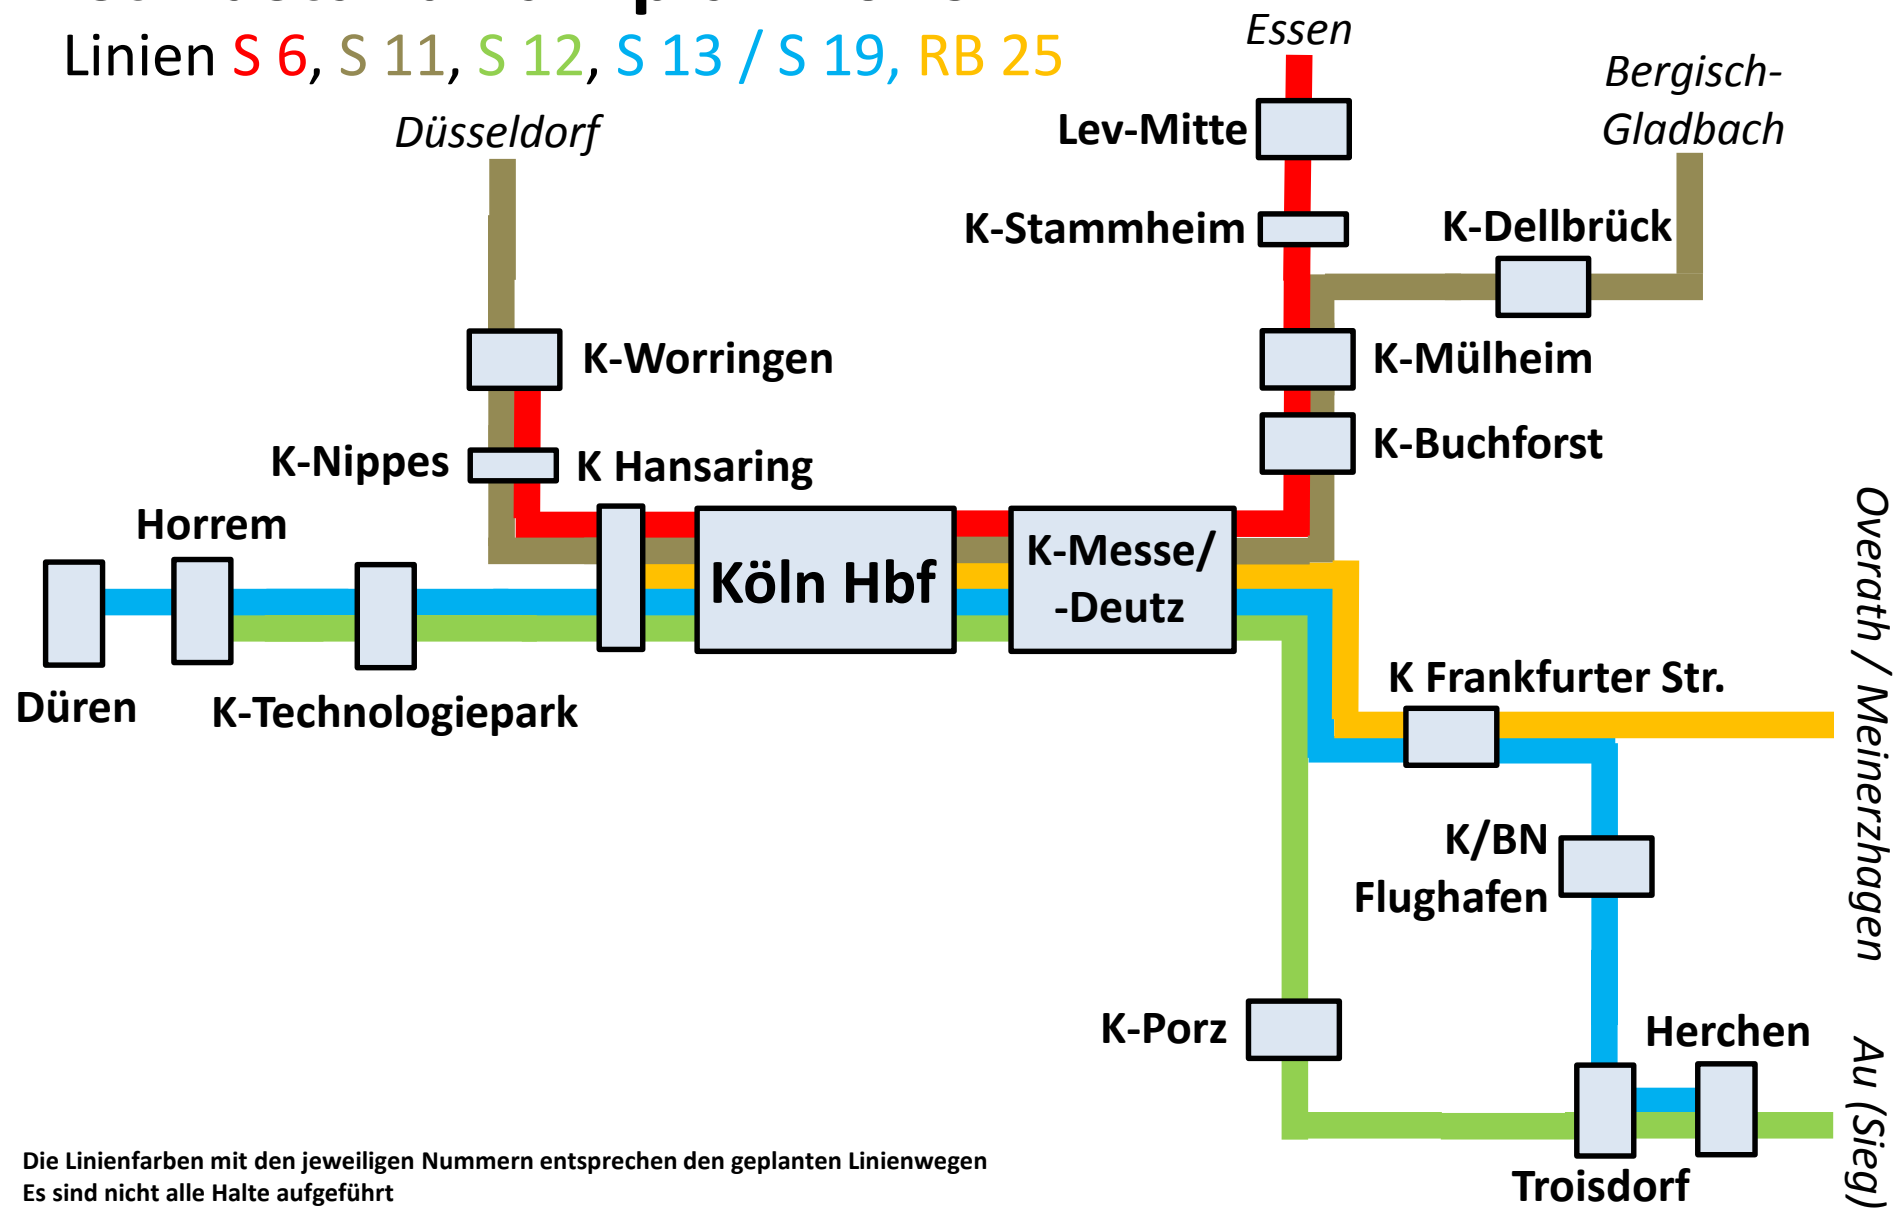 Linien S 6, S 11, S 12, S 13 / S 19, RB 25
Essen
Bergisch-
Gladbach
Düsseldorf
Lev-Mitte
K-Stammheim
K-Dellbrück
K-Worringen
K-Mülheim
K-Buchforst
K-Nippes
K Hansaring
Horrem
Köln Hbf
K-Messe/
-Deutz
Düren
K-Technologiepark
K Frankfurter Str.
Overath / Meinerzhagen
K/BN
Flughafen
K-Porz
Herchen
Au (Sieg)
Troisdorf
Die Linienfarben mit den jeweiligen Nummern entsprechen den geplanten Linienwegen
Es sind nicht alle Halte aufgeführt